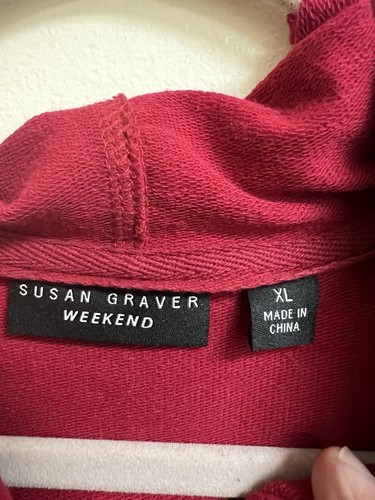 SUSAN GRAVER
WEEKEND
XL
MADE IN
CHINA